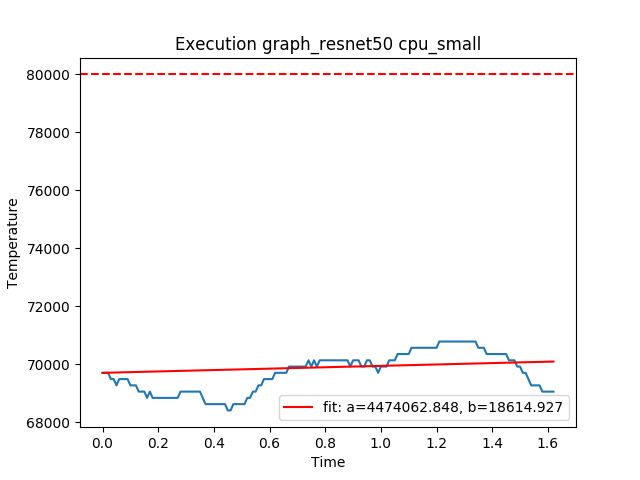 Execution graph_resnet50 cpu_small
Temperature
80000
78000
76000
74000
72000
70000
68000
fit: a=4474062.848, b=18614.927
0.0 0.2 0.4 0.6 0.8 1.0 1.2 1.4 1.6
Time